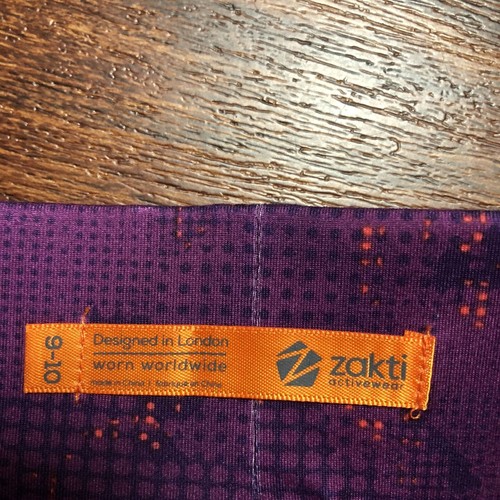 9-10
Designed in London
worn worldwide
made in China | fabriqué en Chine
zakti
activewear